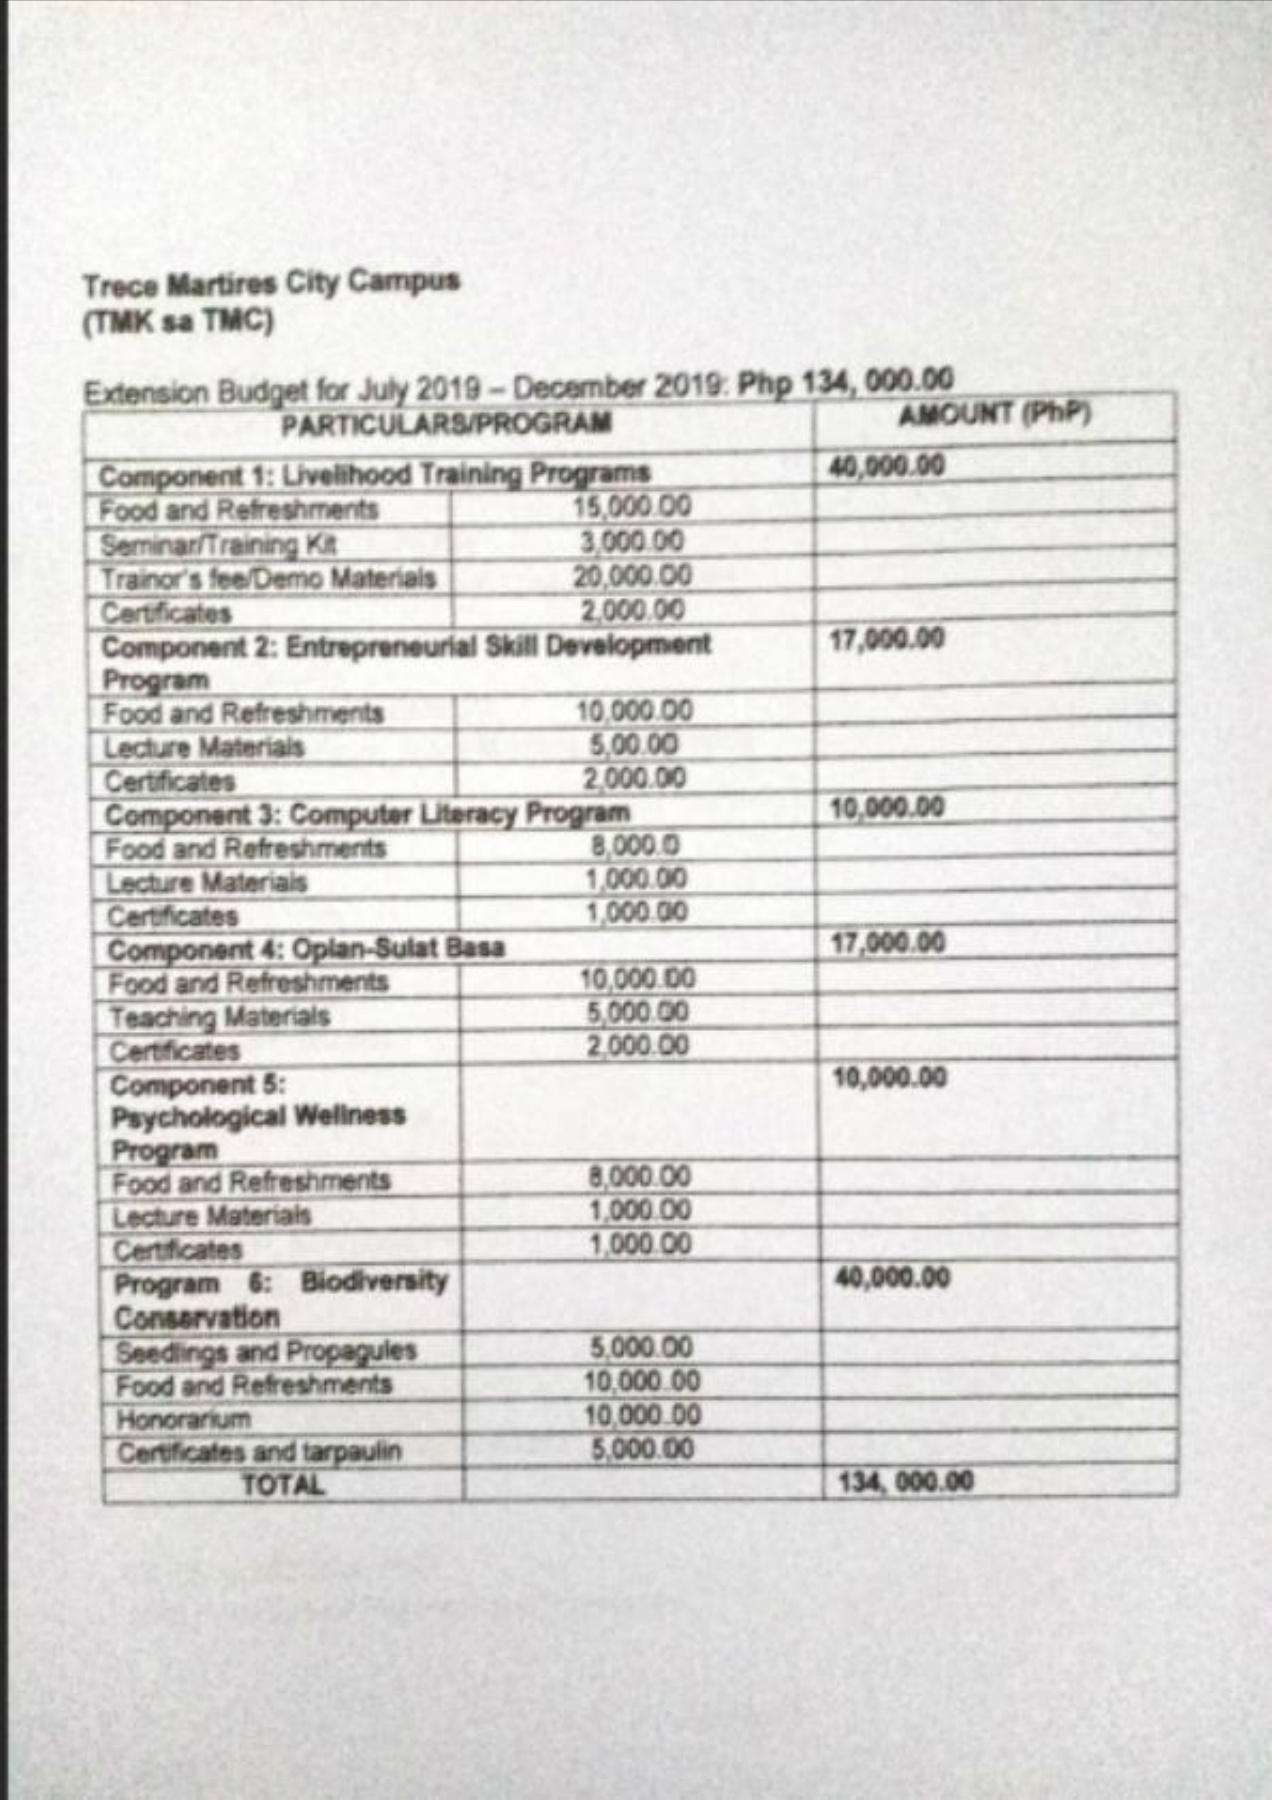 Trece Martires City Campus
(TMK sa TMC)
Extension Budget for July 2019 – December 2019: Php 134, 000.00
PARTICULARS/PROGRAM AMOUNT (PhP)
Component 1: Livelihood Training Programs 40,000.00
Food and Refreshments 15,000.00
Seminar/Training Kit 3,000.00
Trainor's fee/Demo Materials 20,000.00
Certificates 2,000.00
Component 2: Entrepreneurial Skill Development 17,000.00
Program
Food and Refreshments 10,000.00
Lecture Materials 5,00.00
Certificates 2,000.00
Component 3: Computer Literacy Program 10,000.00
Food and Refreshments 8,000.0
Lecture Materials 1,000.00
Certificates 1,000.00
Component 4: Oplan-Sulat Basa 17,000.00
Food and Refreshments 10,000.00
Teaching Materials 5,000.00
Certificates 2,000.00
Component 5: 10,000.00
Psychological Wellness
Program
Food and Refreshments 8,000.00
Lecture Materials 1,000.00
Certificates 1,000.00
Program 6: Biodiversity 40,000.00
Conservation
Seedlings and Propagules 5,000.00
Food and Refreshments 10,000.00
Honorarium 10,000.00
Certificates and tarpaulin 5,000.00
TOTAL 134, 000.00